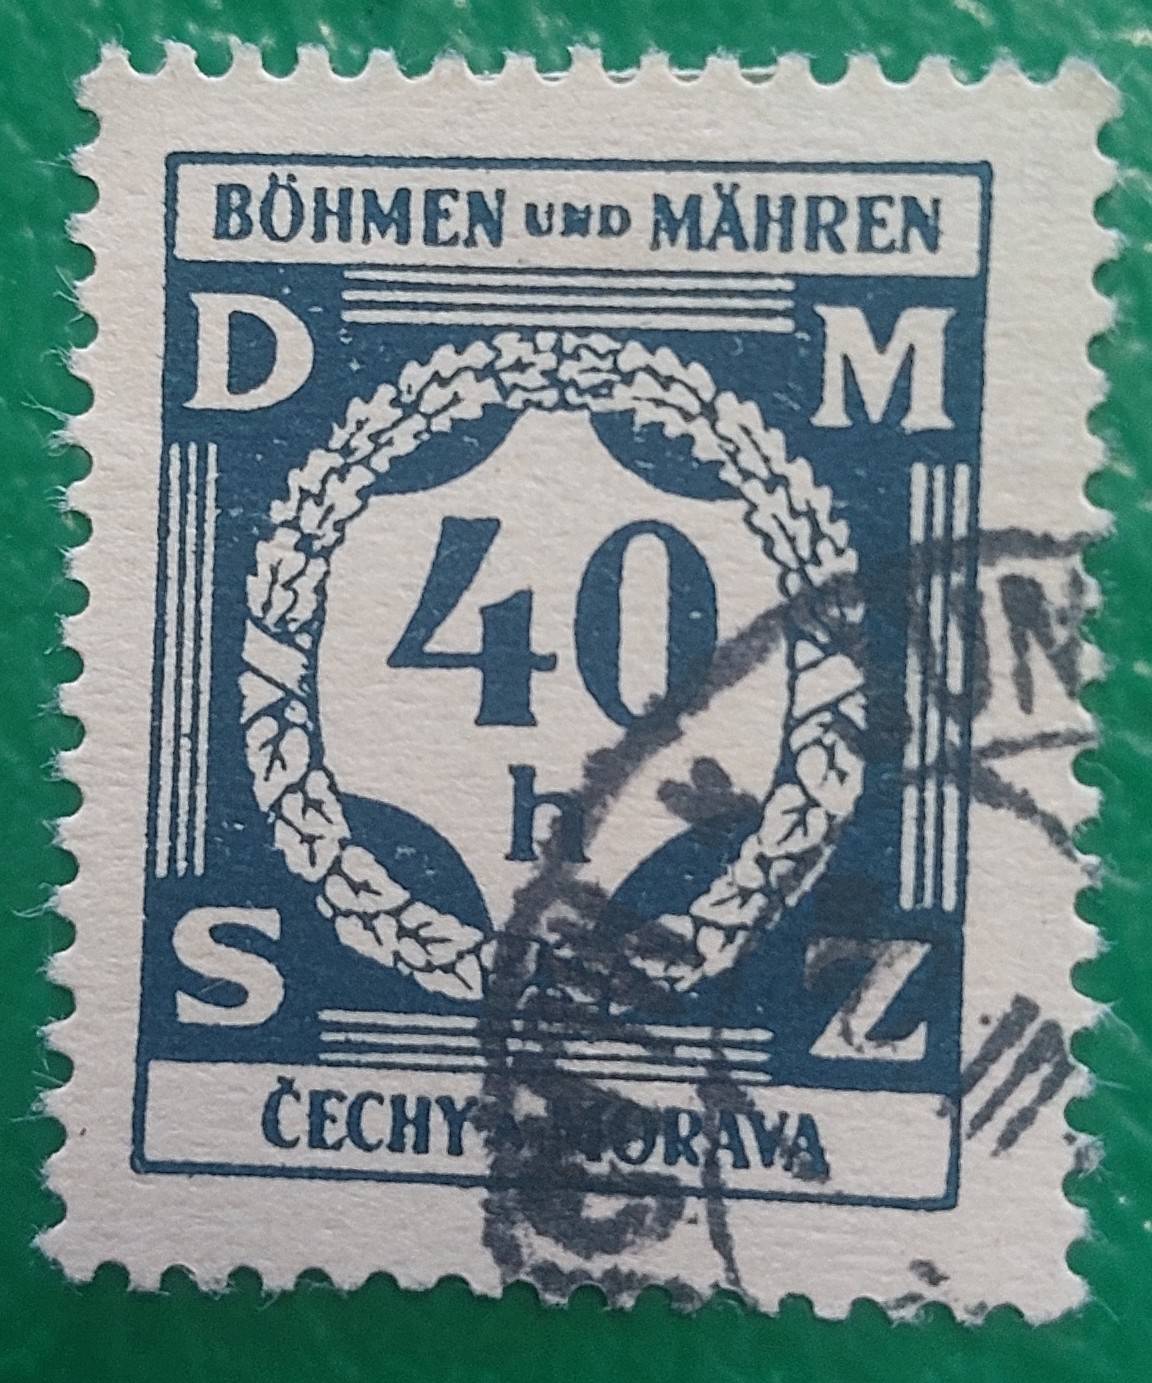 BÖHMEN UND MÄHREN
D M
40
h
S Z
ČECHY A MORAVA